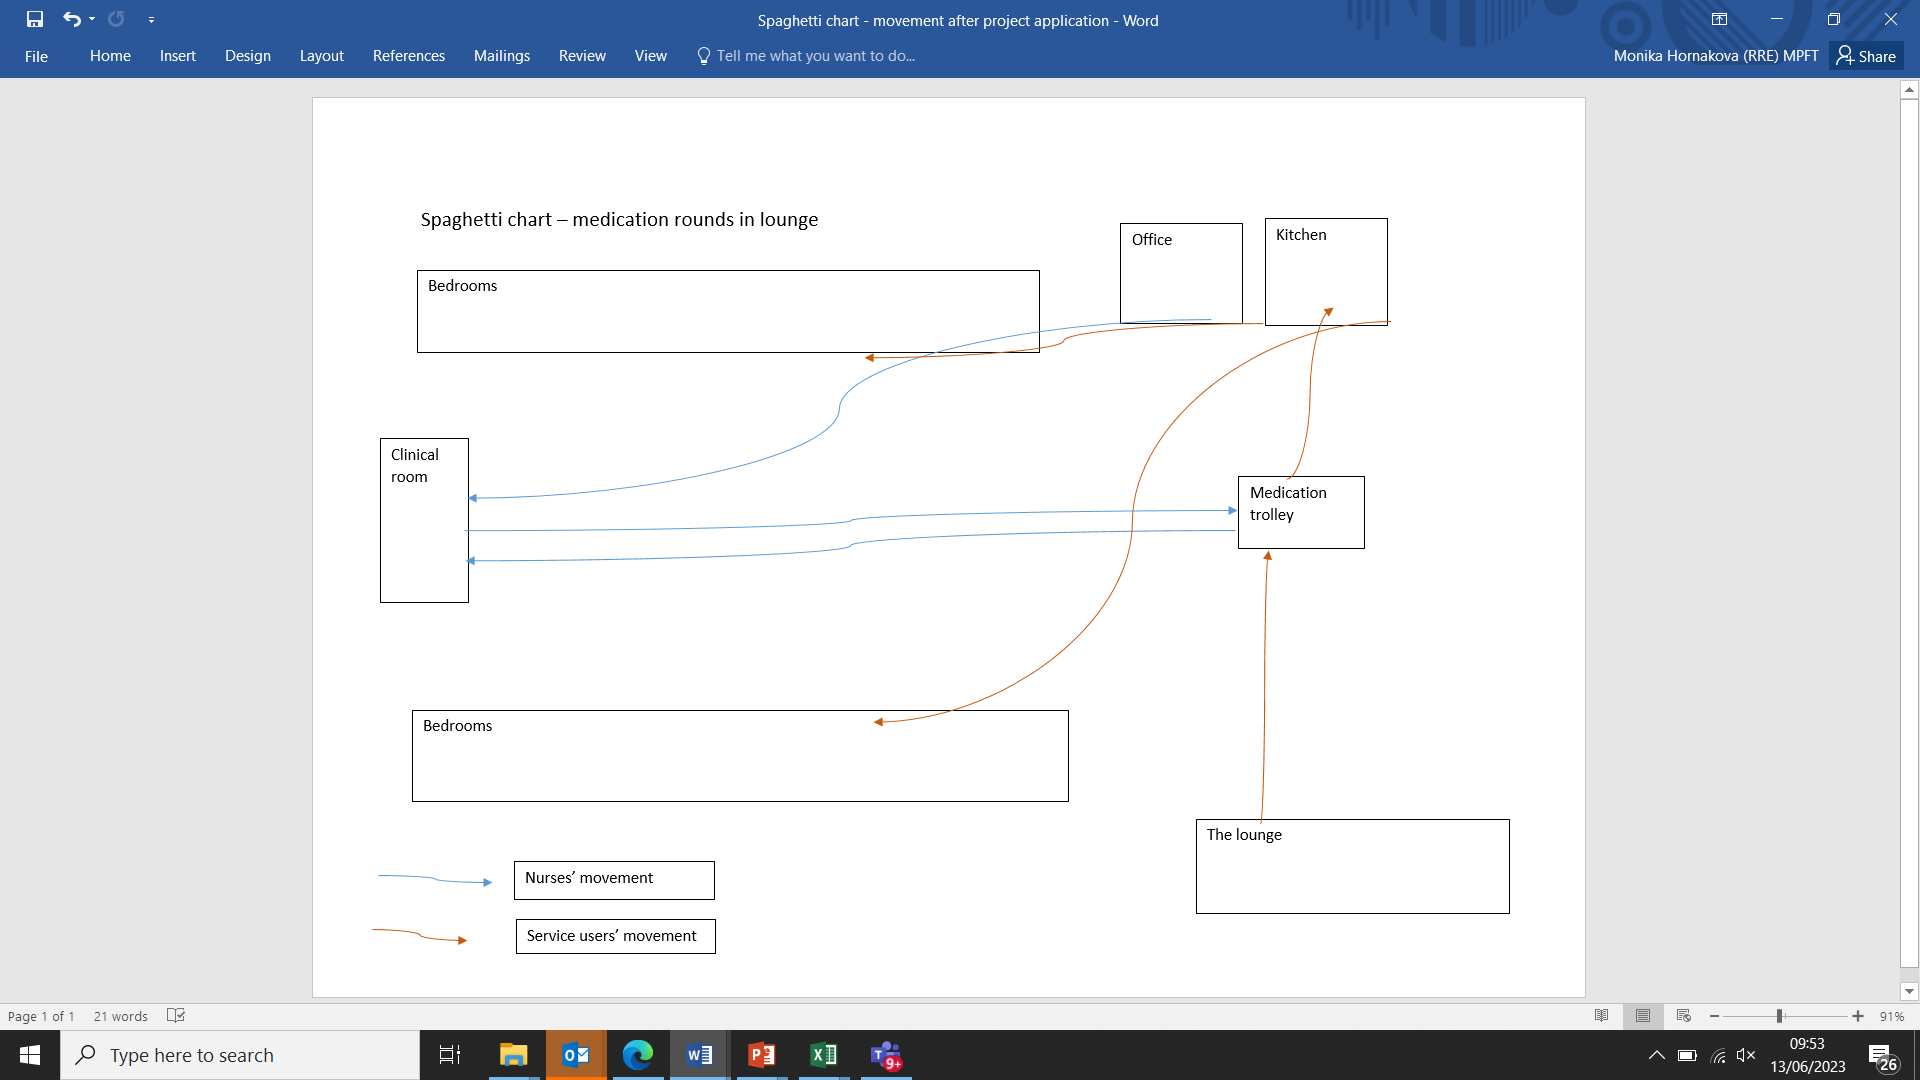 Spaghetti chart - movement after project application - Word
File Home Insert Design Layout References Mailings Review View Tell me what you want to do... Monika Hornakova (RRE) MPFT Share
Spaghetti chart – medication rounds in lounge
Office
Kitchen
Bedrooms
Clinical
room
Medication
trolley
Bedrooms
The lounge
Nurses’ movement
Service users’ movement
Page 1 of 1 21 words 91%
Type here to search
9+
09:53
13/06/2023
26